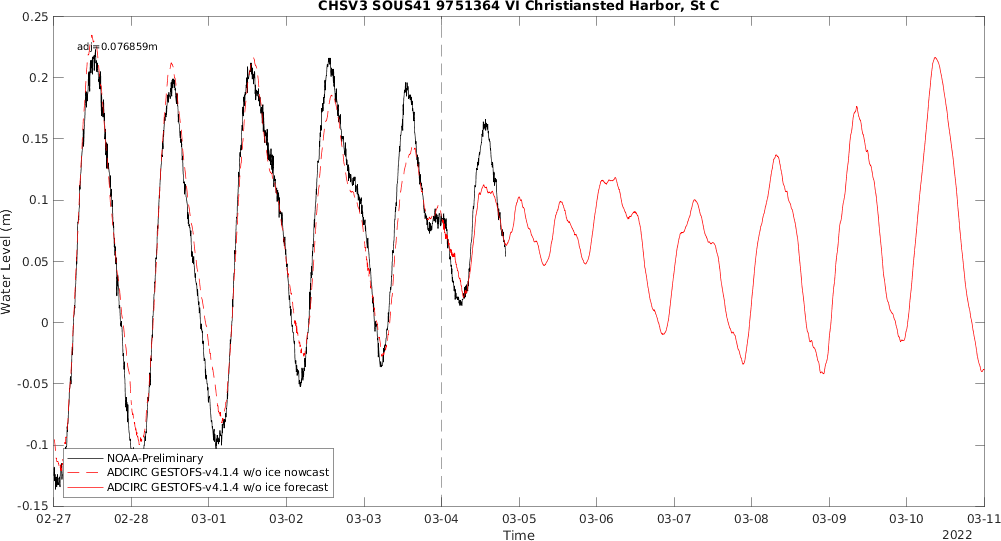 CHSV3 SOUS41 9751364 VI Christiansted Harbor, St C
adj=0.076859m
0.25
0.2
0.15
0.1
0.05
0
-0.05
-0.1
-0.15
Water Level (m)
NOAA-Preliminary
ADCIRC GESTOFS-v4.1.4 w/o ice nowcast
ADCIRC GESTOFS-v4.1.4 w/o ice forecast
02-27 02-28 03-01 03-02 03-03 03-04 03-05 03-06 03-07 03-08 03-09 03-10 03-11
Time
2022